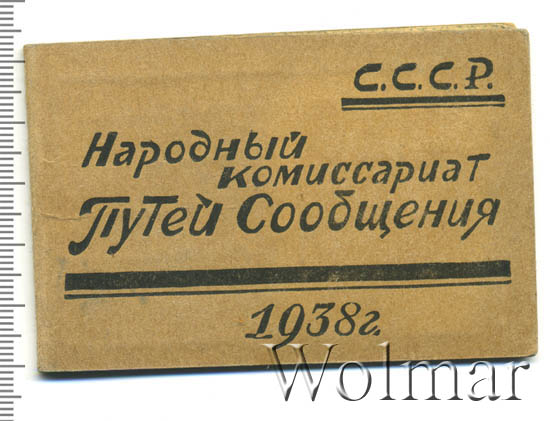 С.С.С.Р.
Народный
комиссариат
Путей Сообщения
1938г.
Wolmar